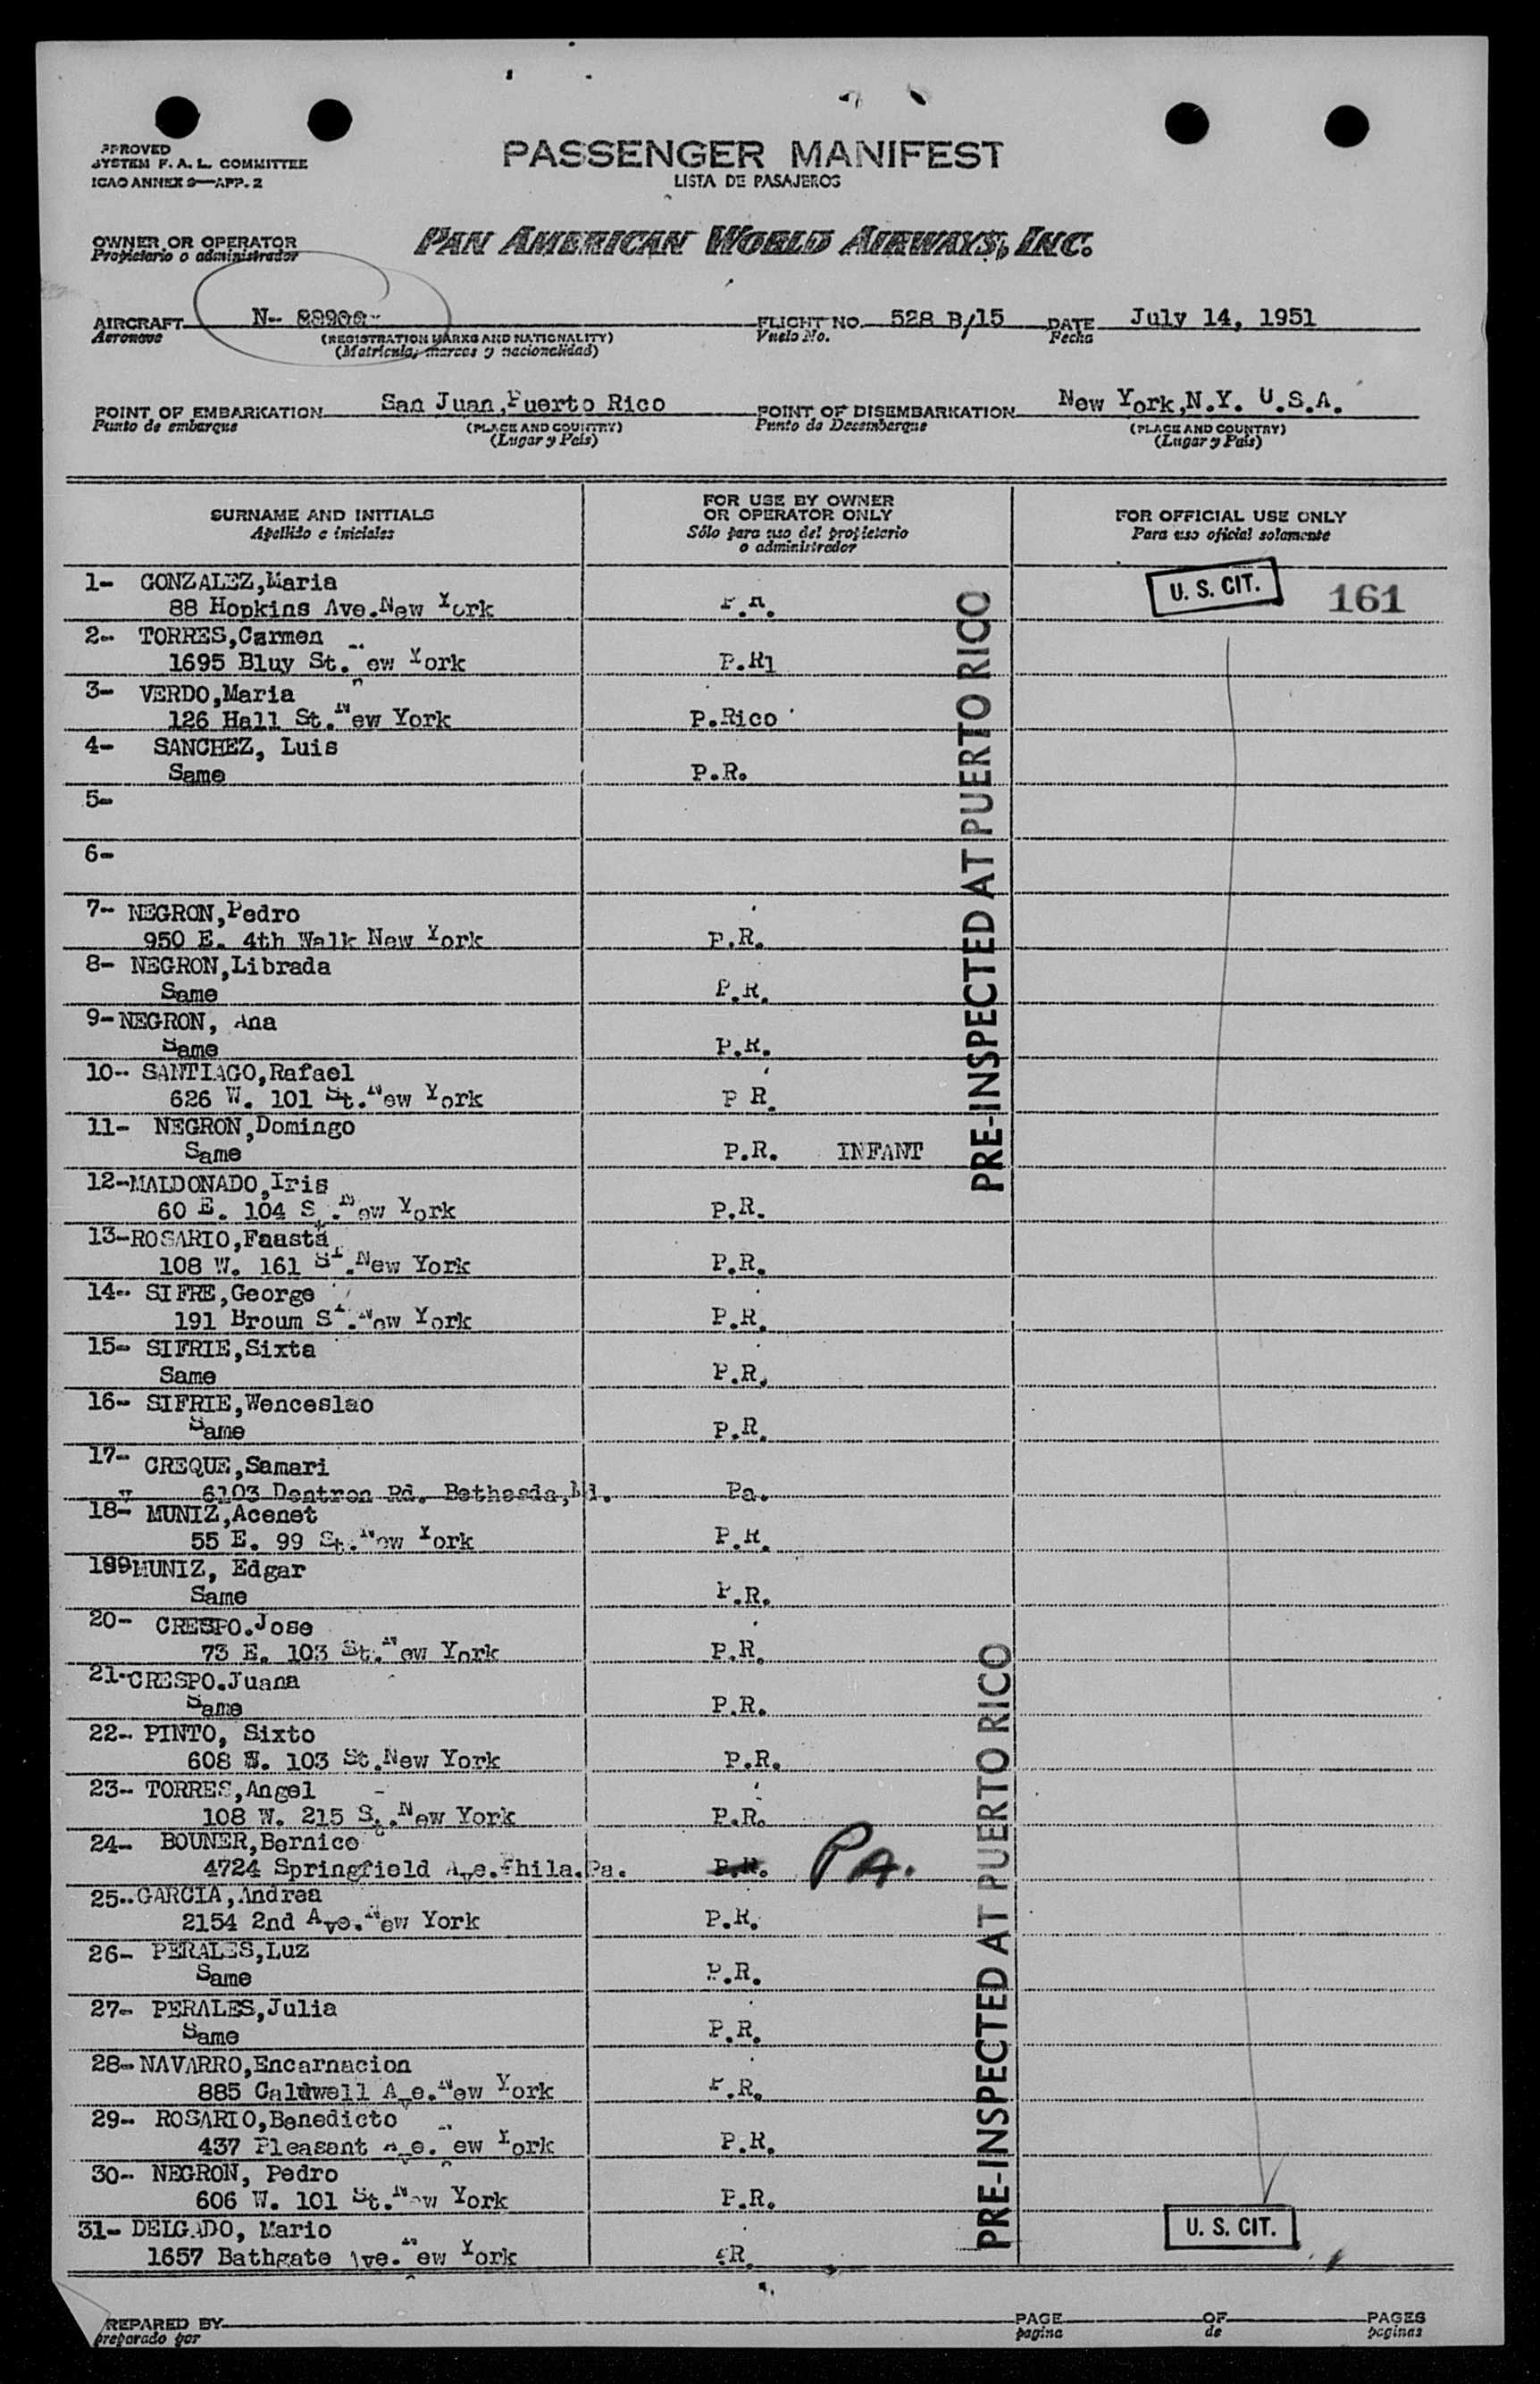 PPROVED
SYSTEM F. A. L. COMMITTEE
ICAO ANNEX 9—APP. 2
PASSENGER MANIFEST
LISTA DE PASAJEROS
OWNER OR OPERATOR
Propietario o administrador
PAN AMERICAN WORLD AIRWAYS, INC.
AIRCRAFT N-
Aeronave
(REGISTRATION MARKS AND NATIONALITY)
(Matricula, marcas y nacionalidad)
FLIGHT NO. 528 B/15 DATE July 14, 1951
Vuelo No. Fecha
POINT OF EMBARKATION San Juan, Puerto Rico
Punto de embarque (PLACE AND COUNTRY)
(Lugar y Pais)
POINT OF DISEMBARKATION New York,N.Y. U.S.A.
Punto de Desembarque (PLACE AND COUNTRY)
(Lugar y Pais)
SURNAME AND INITIALS
Apellido e iniciales
FOR USE BY OWNER
OR OPERATOR ONLY
Sólo para uso del propietario
o administrador
FOR OFFICIAL USE ONLY
Para uso oficial solamente
1- GONZALEZ,Maria U. S. CIT. 161
88 Hopkins Ave.New York P.R.
2- TORRES,Carmen
1695 Bluy St. ew York P.R1
3- VERDO,Maria
126 Hall St.New York P.Rico
4- SANCHEZ, Luis
Same P.R.
5-
6-
7- NEGRON,Pedro
950 E. 4th Walk New York P.R.
8- NEGRON,Librada
Same P.R.
9-NEGRON, Ana
Same P.R.
10- SANTIAGO,Rafael
626 W. 101 St.New York P R.
11- NEGRON,Domingo
Same P.R. INFANT
PRE-INSPECTED AT PUERTO RICO
12-MALDONADO,Iris
60 E. 104 S .New York P.R.
13-ROSARIO,Faasta
108 W. 161 St.New York P.R.
14- SIFRE,George
191 Broum St.New York P.R.
15- SIFRIE,Sixta
Same P.R.
16- SIFRIE,Wenceslao
Same P.R.
17- CREQUE,Samari
6103 Dentron Rd. Bethesda,Md. Pa.
18- MUNIZ,Acenet
55 E. 99 St.New York P.R.
199MUNIZ, Edgar
Same P.R.
20- CRESPO.Jose
73 E. 103 St.New York P.R.
21-CRESPO.Juana
Same P.R.
22- PINTO, Sixto
608 W. 103 St.New York P.R.
23- TORRES,Angel
108 W. 215 S. .New York P.R.
24- BOUNER,Bernice
4724 Springfield Ave.Phila.Pa. P.R. PA.
25-GARCIA,Andrea
2154 2nd Ave.New York P.R.
26- PERALES,Luz
Same P.R.
27- PERALES,Julia
Same P.R.
28-NAVARRO,Encarnacion
885 Caldwell Ave.New York P.R.
29- ROSARIO,Benedicto
437 Pleasant Ave. ew York P.R.
30- NEGRON, Pedro
606 W. 101 St.New York P.R.
31- DELGADO, Mario
1657 Bathgate Ave.New York R.
PRE-INSPECTED AT PUERTO RICO
U. S. CIT.
REPARED BY PAGE OF PAGES
preparado por pagina de paginas